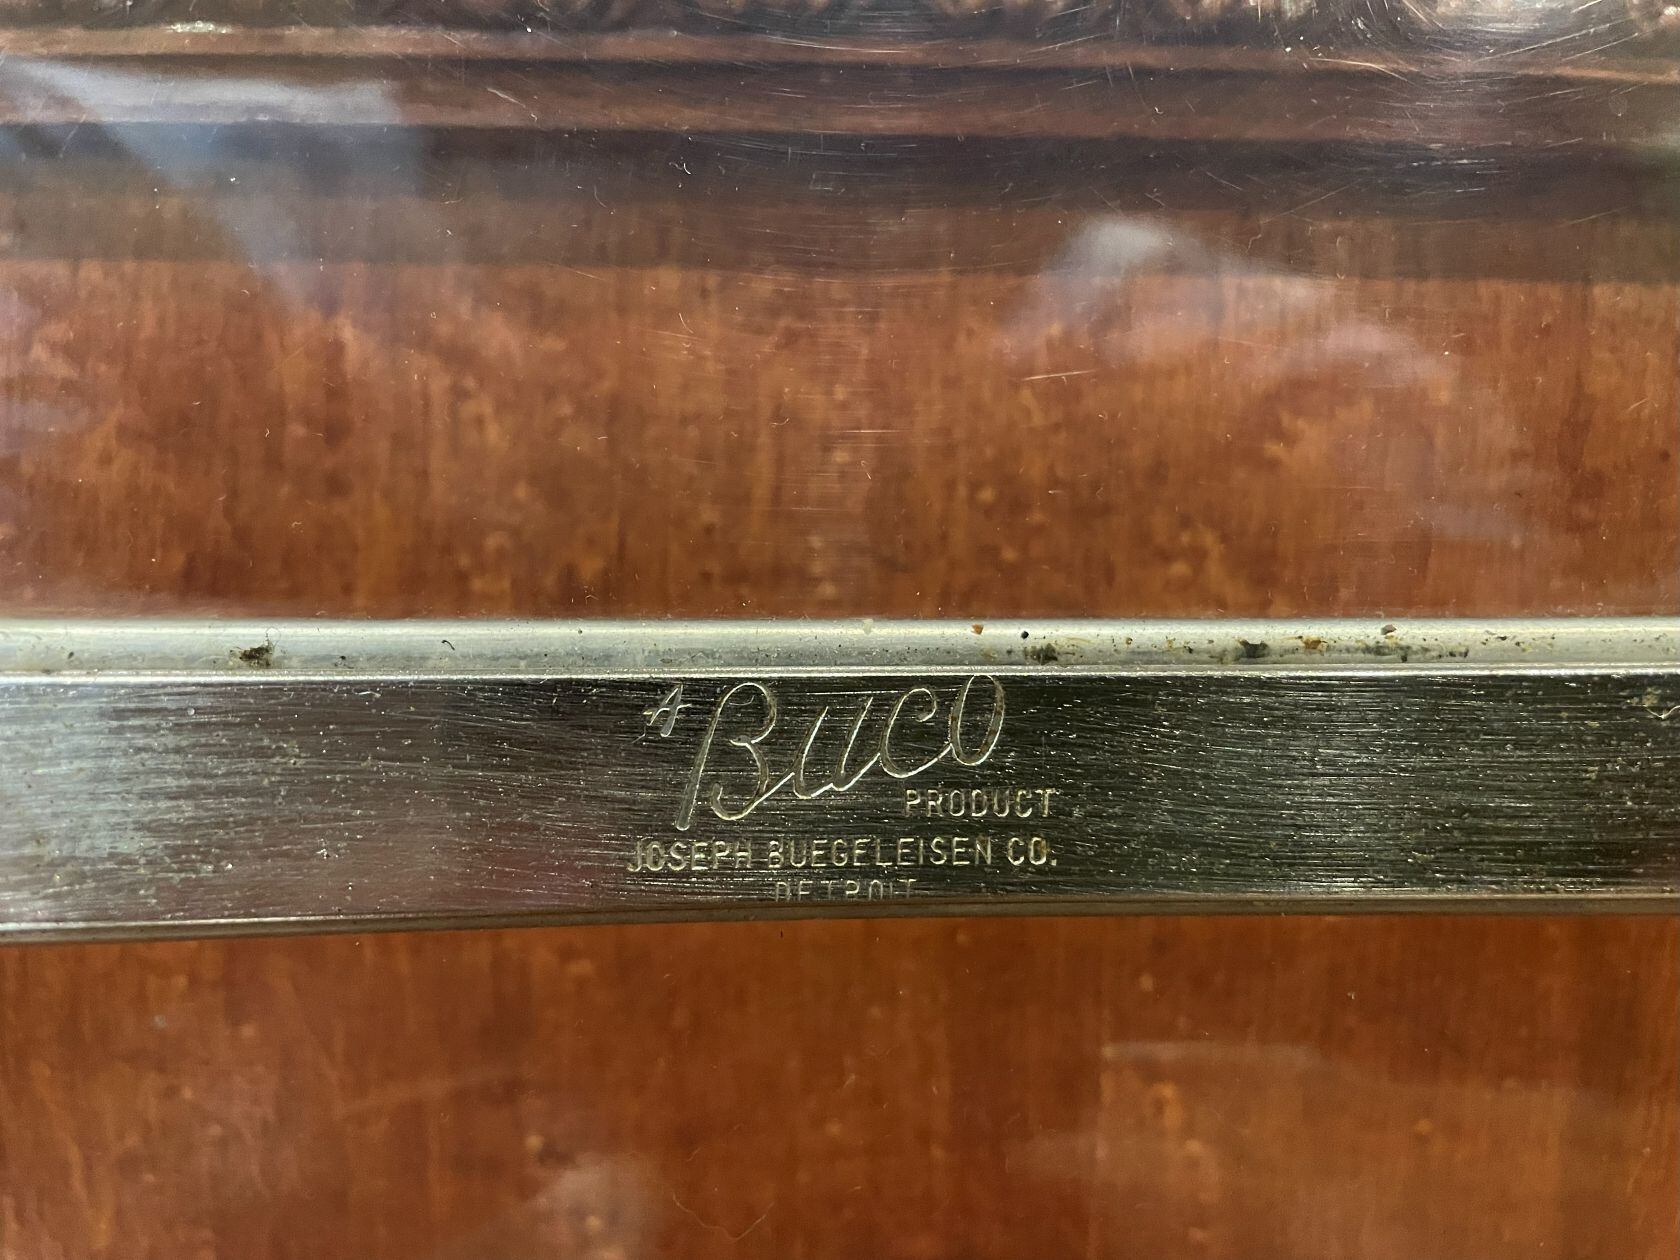 A Buco
PRODUCT
JOSEPH BUEGELEISEN CO.
DETROIT